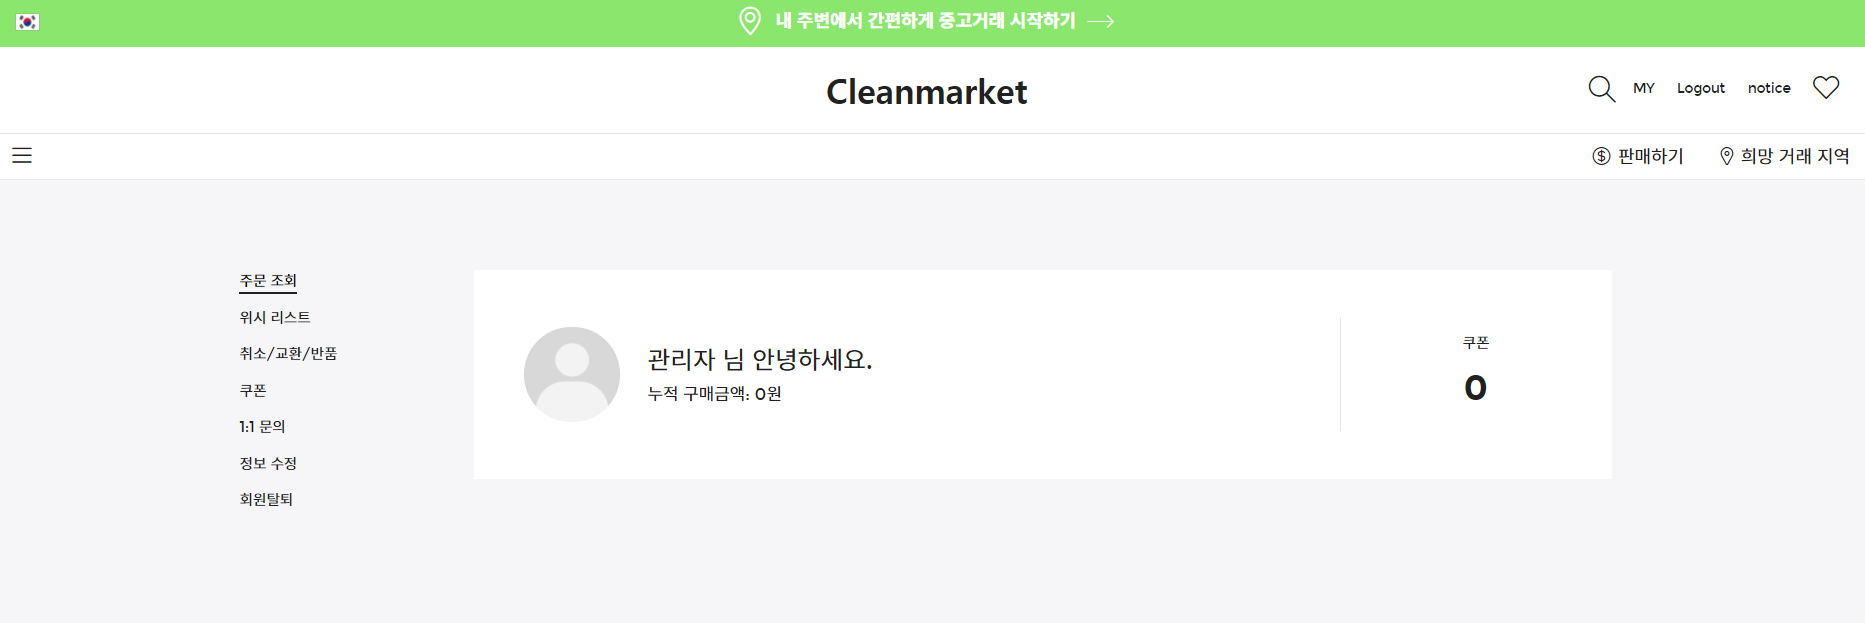 내 주변에서 간편하게 중고거래 시작하기
Cleanmarket
MY Logout notice
판매하기 희망 거래 지역
주문 조회
위시 리스트
취소/교환/반품
쿠폰
1:1 문의
정보 수정
회원탈퇴
관리자 님 안녕하세요.
누적 구매금액: 0원
쿠폰
0